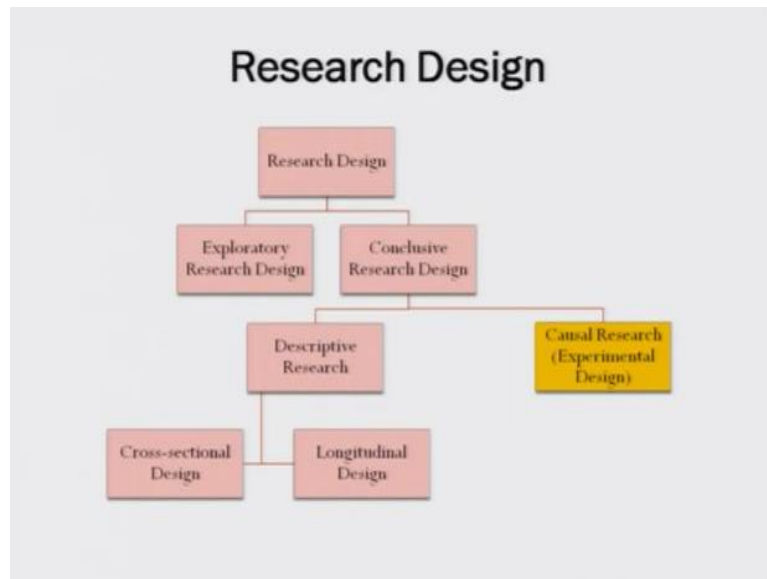 Research Design
Research Design
Exploratory
Research Design
Conclusive
Research Design
Descriptive
Research
Causal Research
(Experimental
Design)
Cross-sectional
Design
Longitudinal
Design